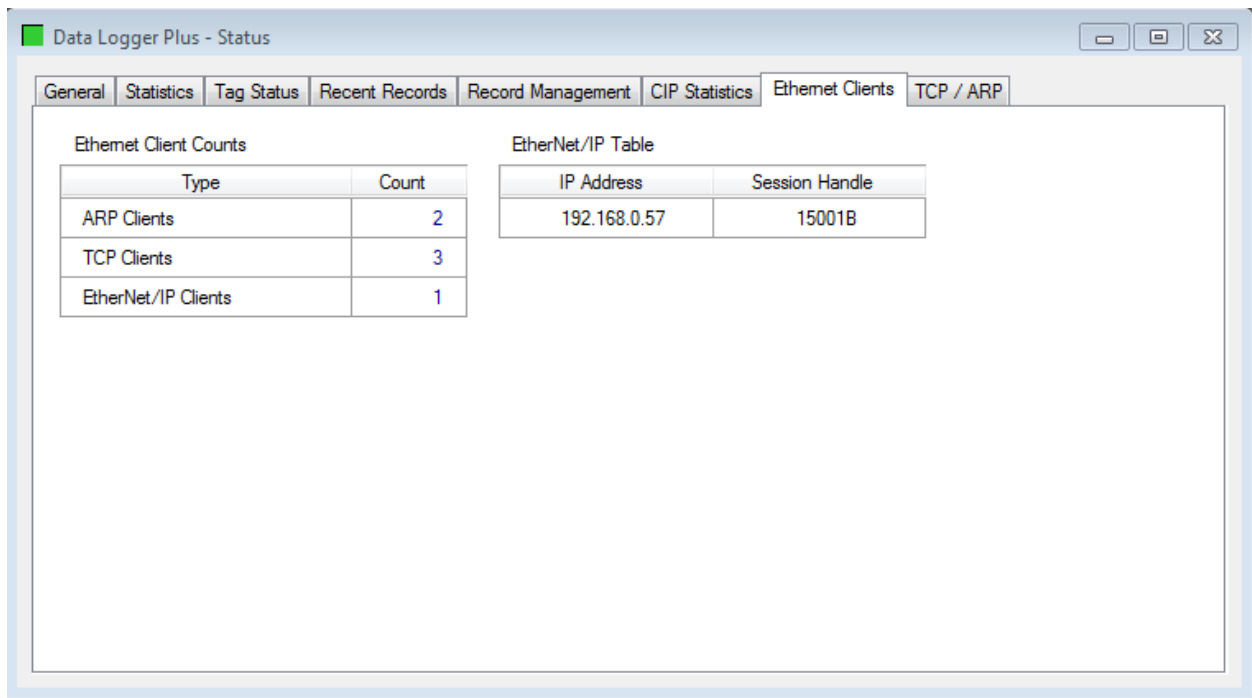 Data Logger Plus - Status
General Statistics Tag Status Recent Records Record Management CIP Statistics Ethernet Clients TCP / ARP
Ethernet Client Counts EtherNet/IP Table
Type Count IP Address Session Handle
ARP Clients 2 192.168.0.57 15001B
TCP Clients 3
EtherNet/IP Clients 1